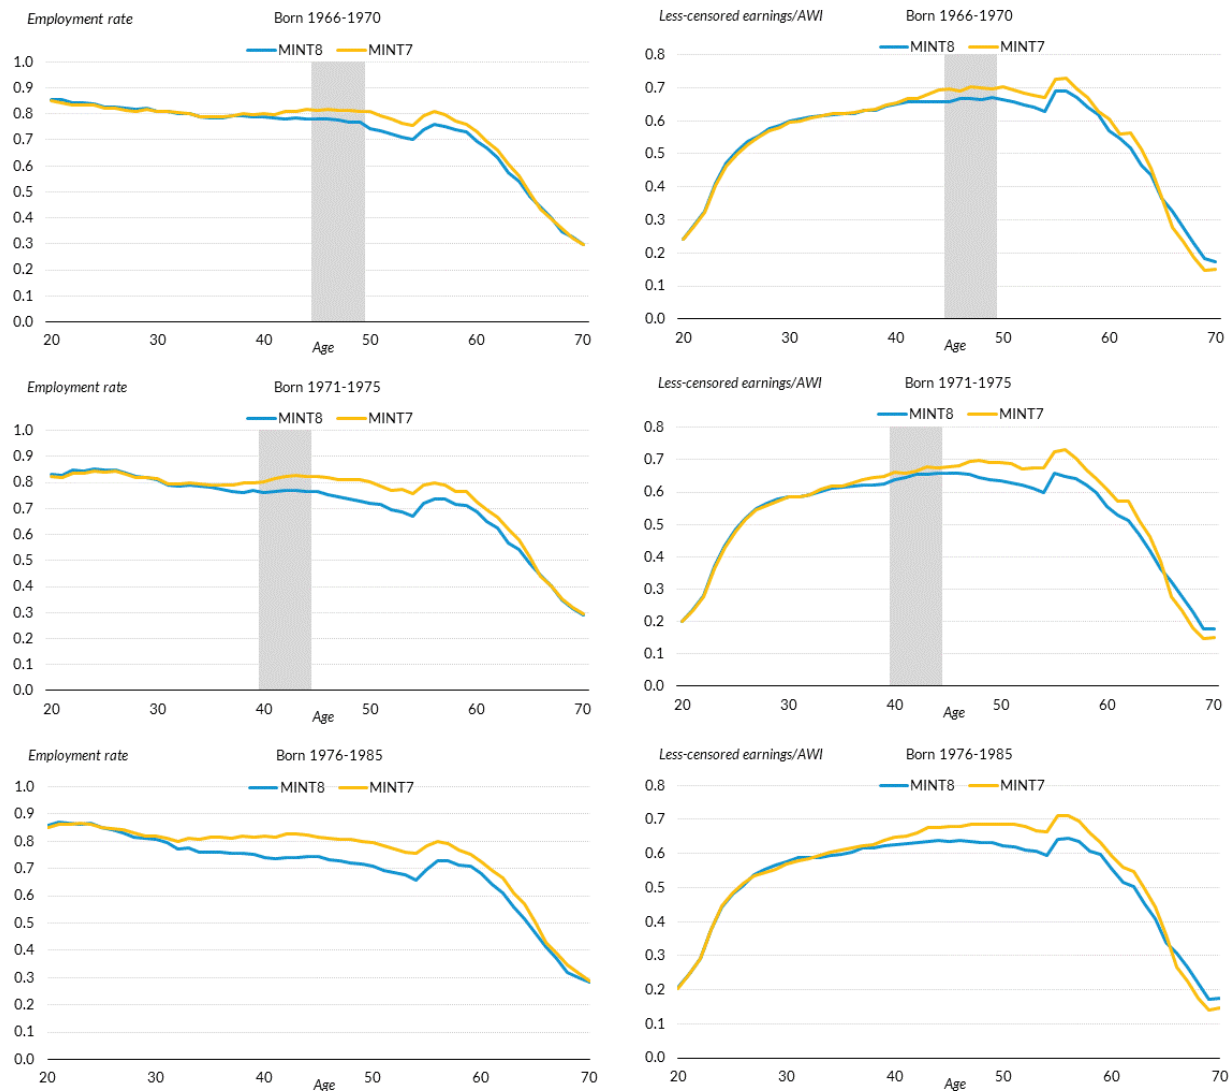 Employment rate Born 1966-1970
MINT8 MINT7
1.0
0.9
0.8
0.7
0.6
0.5
0.4
0.3
0.2
0.1
0.0
20 30 40 50 60 70
Age
Less-censored earnings/AWI Born 1966-1970
MINT8 MINT7
0.8
0.7
0.6
0.5
0.4
0.3
0.2
0.1
0.0
20 30 40 50 60 70
Age
Employment rate Born 1971-1975
MINT8 MINT7
1.0
0.9
0.8
0.7
0.6
0.5
0.4
0.3
0.2
0.1
0.0
20 30 40 50 60 70
Age
Less-censored earnings/AWI Born 1971-1975
MINT8 MINT7
0.8
0.7
0.6
0.5
0.4
0.3
0.2
0.1
0.0
20 30 40 50 60 70
Age
Employment rate Born 1976-1985
MINT8 MINT7
1.0
0.9
0.8
0.7
0.6
0.5
0.4
0.3
0.2
0.1
0.0
20 30 40 50 60 70
Age
Less-censored earnings/AWI Born 1976-1985
MINT8 MINT7
0.8
0.7
0.6
0.5
0.4
0.3
0.2
0.1
0.0
20 30 40 50 60 70
Age